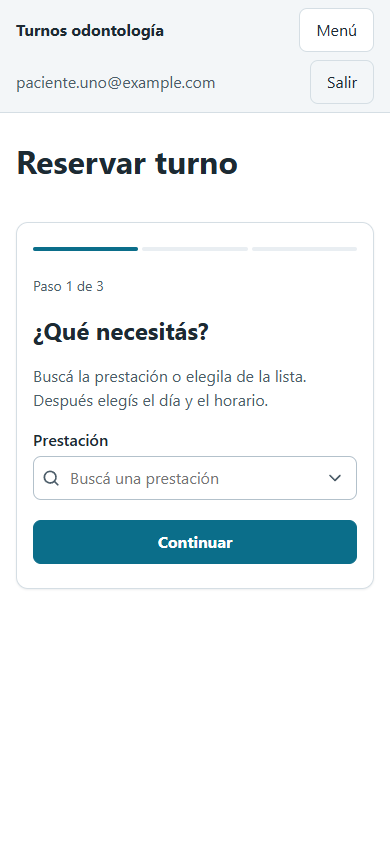 Turnos odontología
Menú
paciente.uno@example.com
Salir
Reservar turno
Paso 1 de 3
¿Qué necesitás?
Buscá la prestación o elegila de la lista.
Después elegís el día y el horario.
Prestación
Buscá una prestación
Continuar